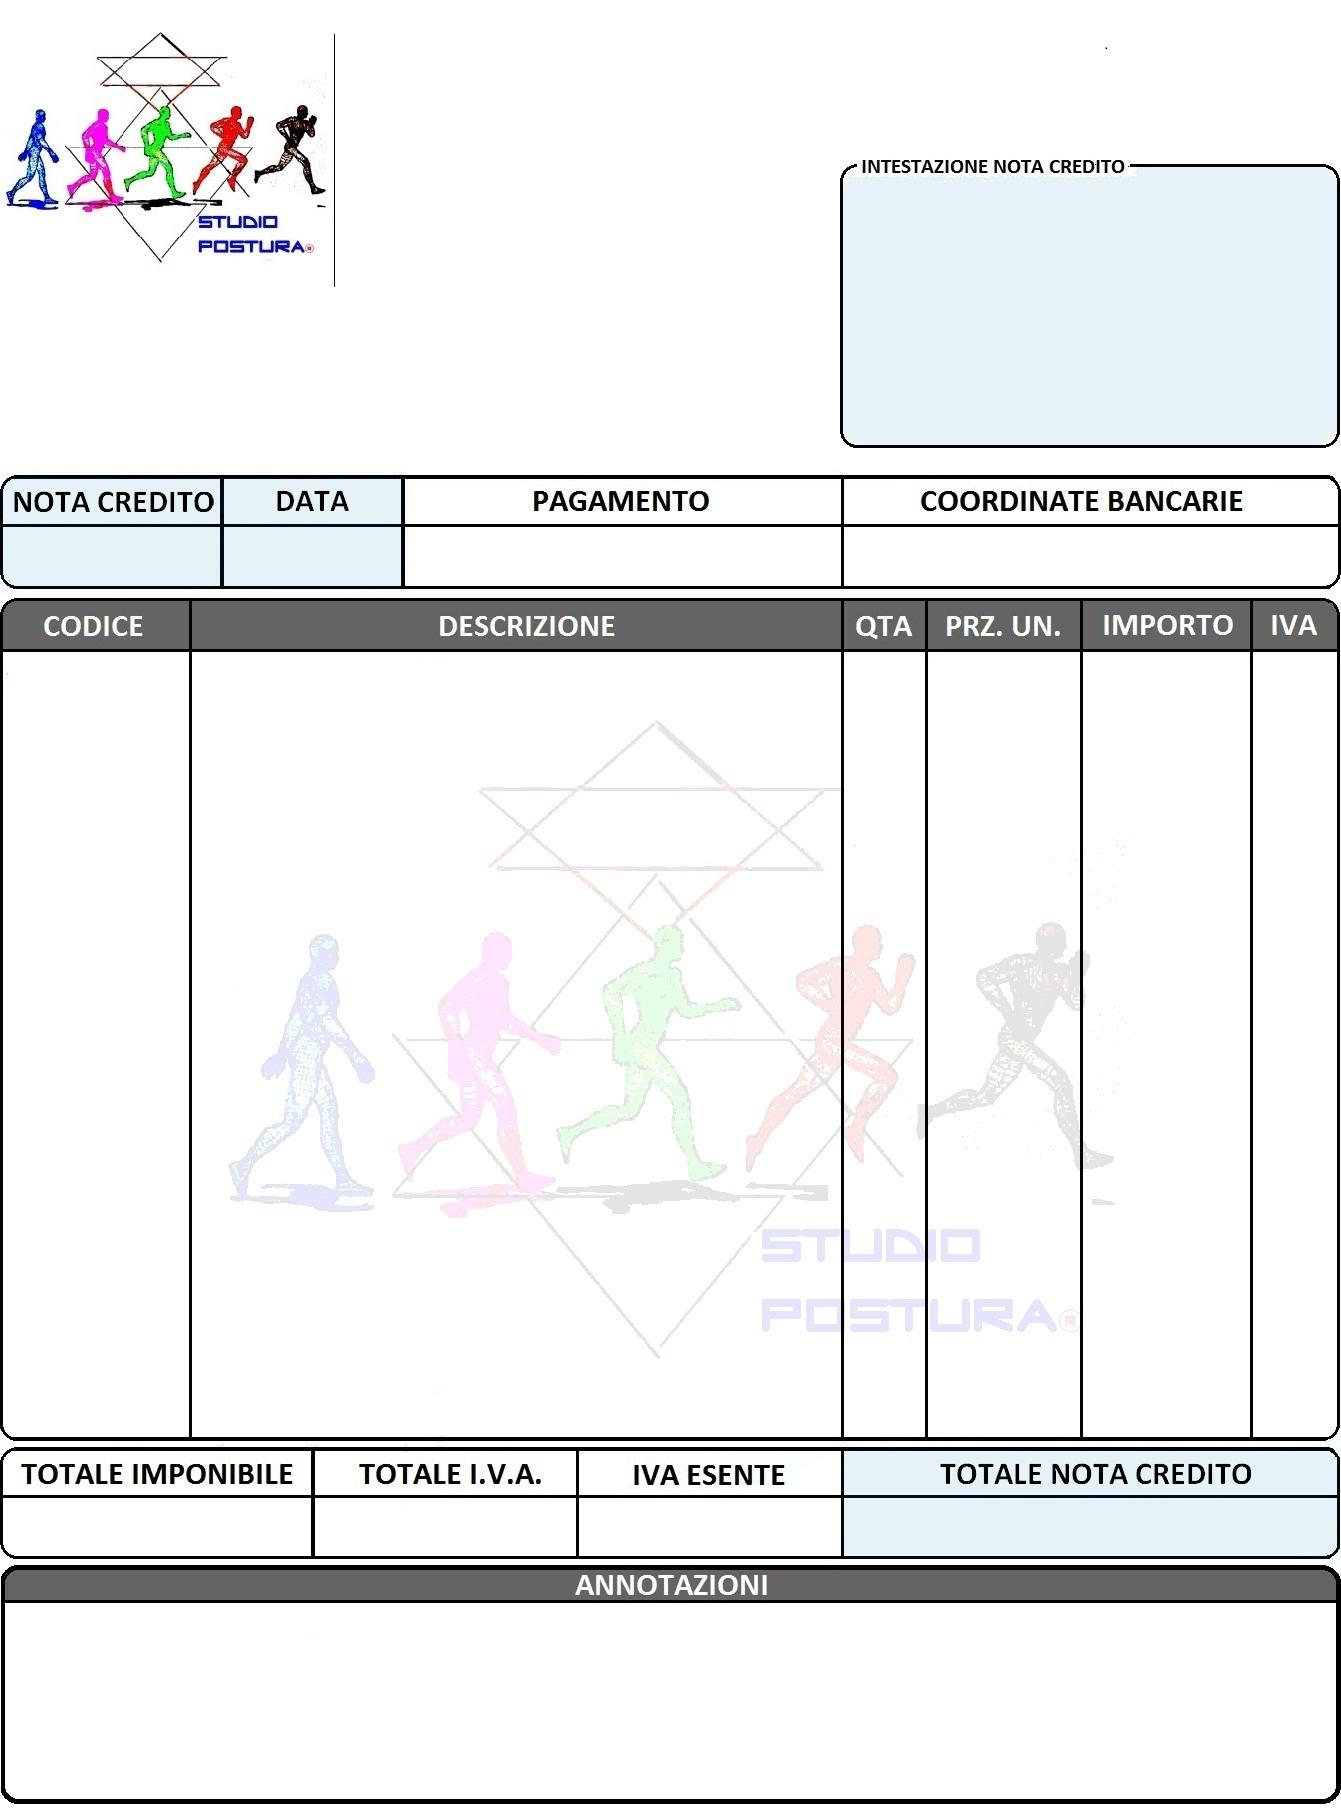 STUDIO
POSTURA®
INTESTAZIONE NOTA CREDITO
NOTA CREDITO DATA PAGAMENTO COORDINATE BANCARIE
CODICE DESCRIZIONE QTA PRZ. UN. IMPORTO IVA
STUDIO
POSTURA®
TOTALE IMPONIBILE TOTALE I.V.A. IVA ESENTE TOTALE NOTA CREDITO
ANNOTAZIONI